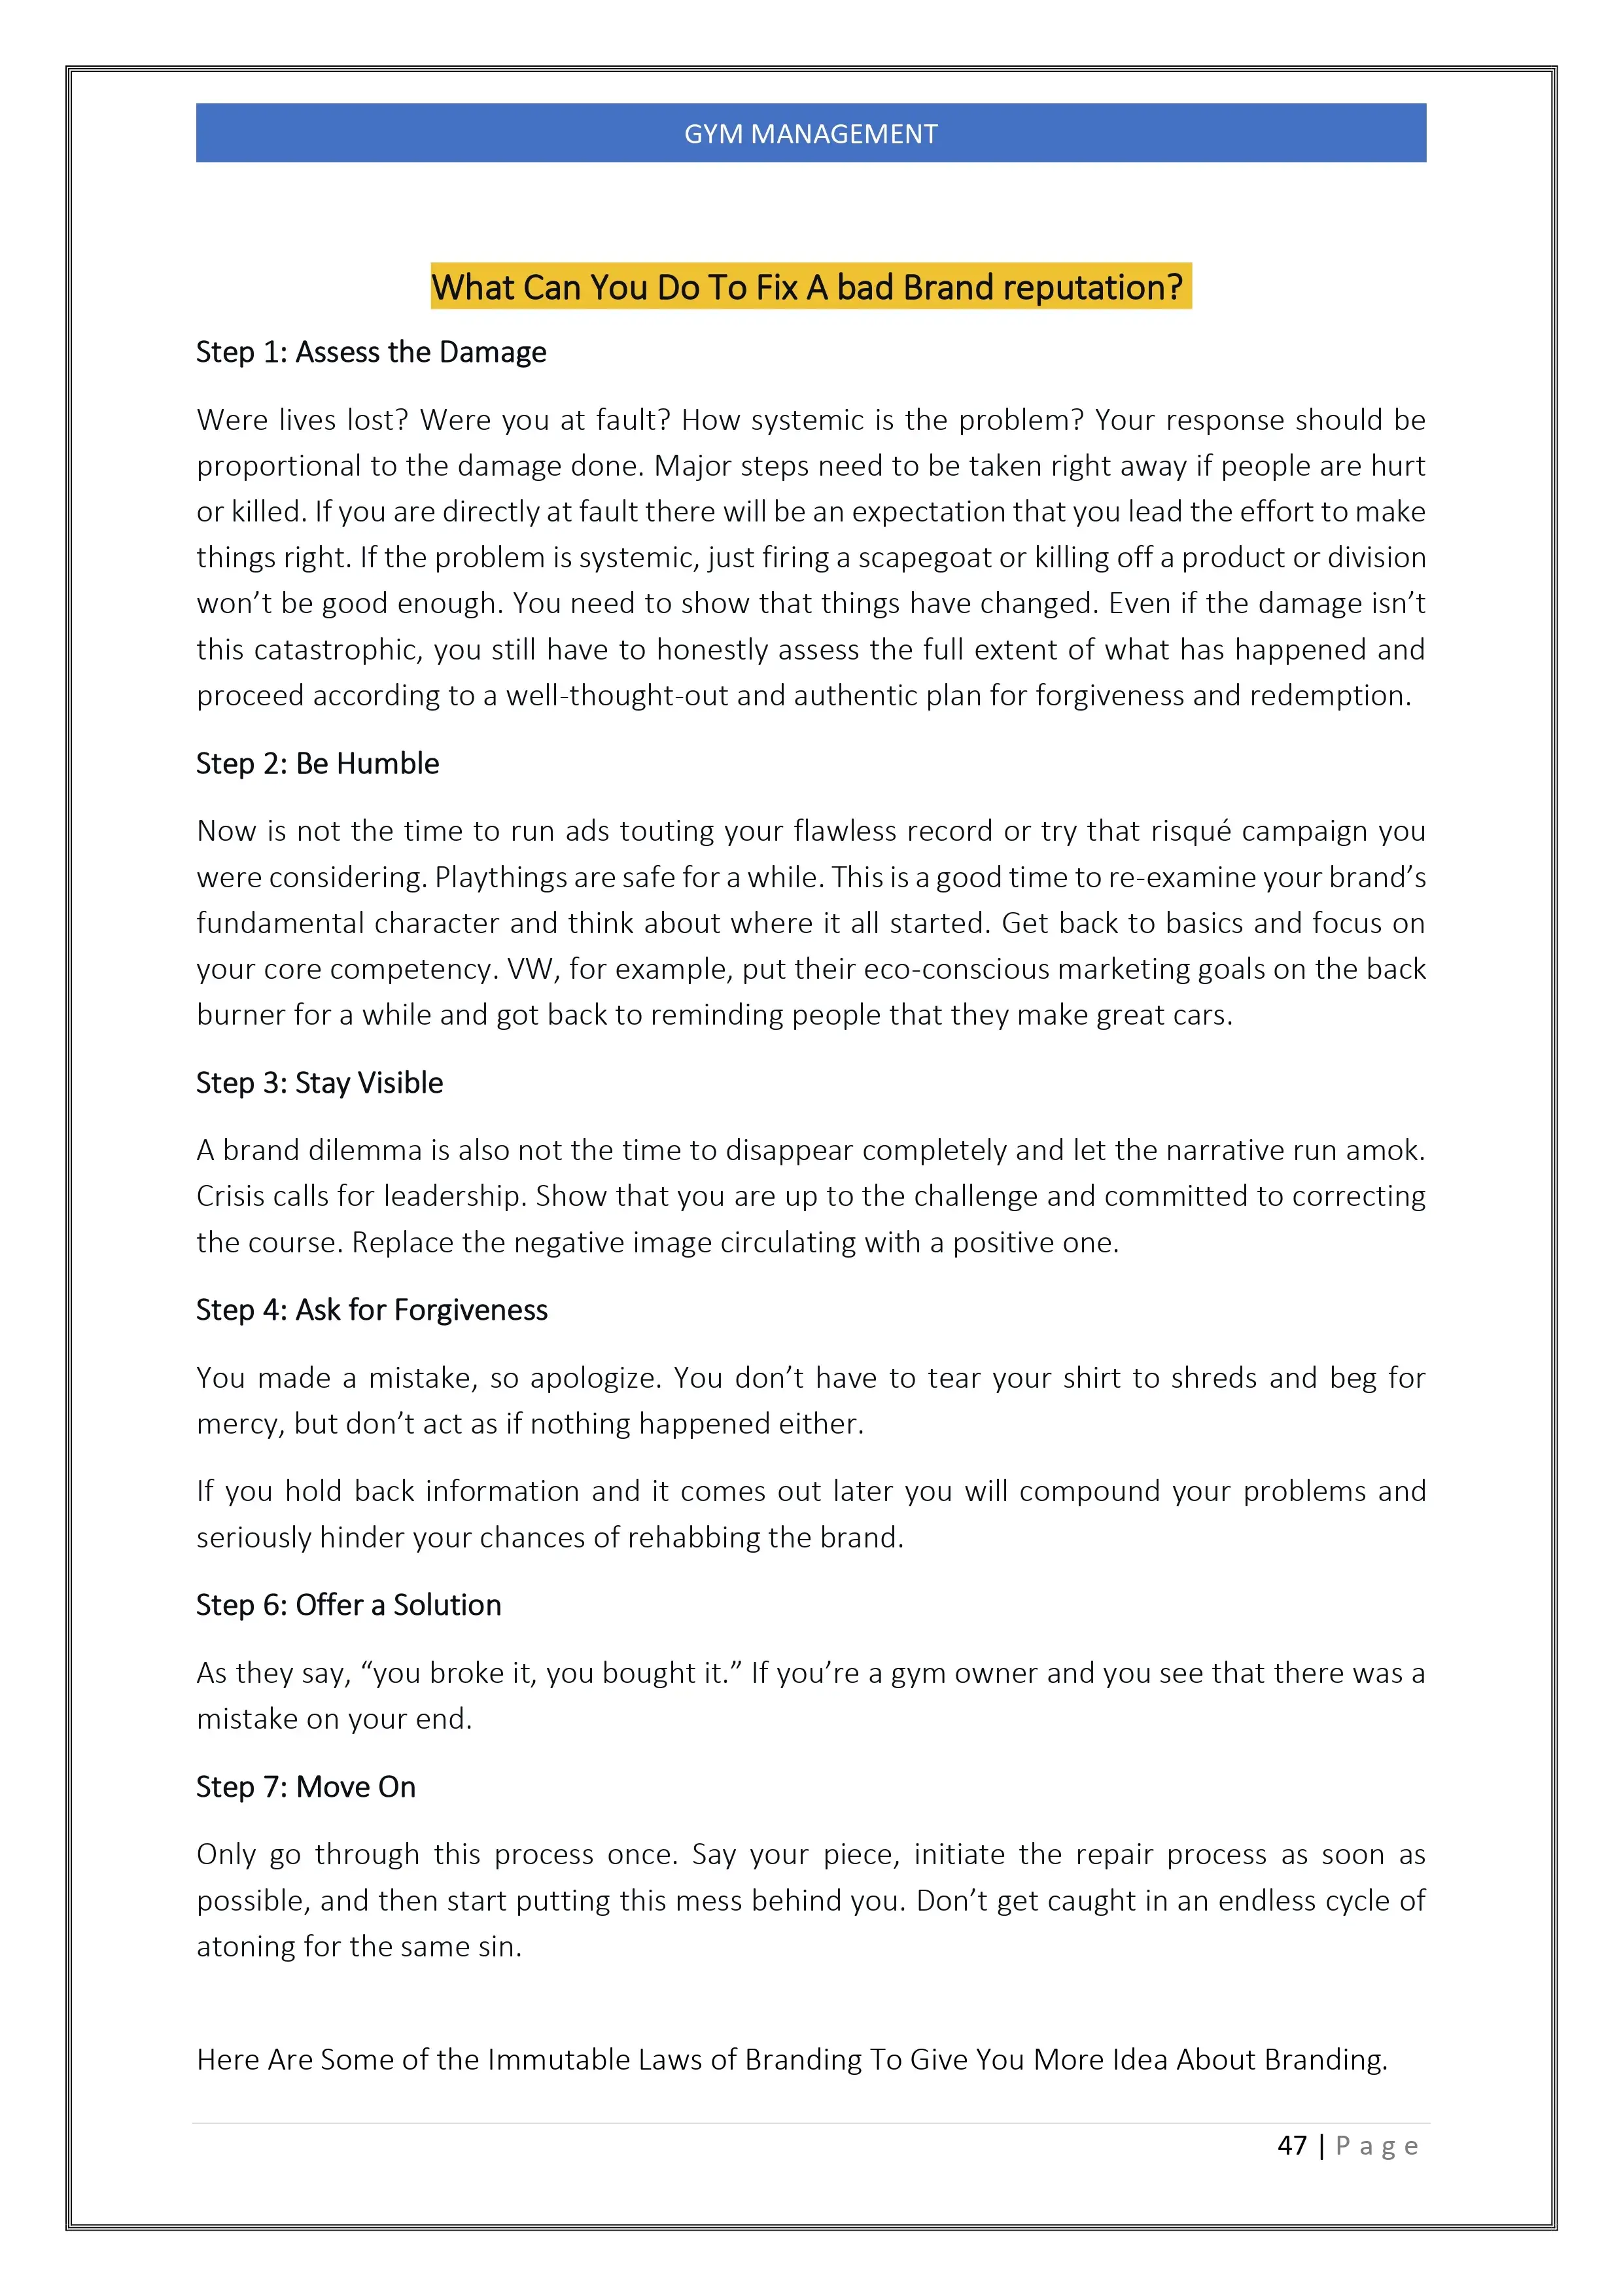 GYM MANAGEMENT
What Can You Do To Fix A bad Brand reputation?
Step 1: Assess the Damage
Were lives lost? Were you at fault? How systemic is the problem? Your response should be
proportional to the damage done. Major steps need to be taken right away if people are hurt
or killed. If you are directly at fault there will be an expectation that you lead the effort to make
things right. If the problem is systemic, just firing a scapegoat or killing off a product or division
won’t be good enough. You need to show that things have changed. Even if the damage isn’t
this catastrophic, you still have to honestly assess the full extent of what has happened and
proceed according to a well-thought-out and authentic plan for forgiveness and redemption.
Step 2: Be Humble
Now is not the time to run ads touting your flawless record or try that risqué campaign you
were considering. Playthings are safe for a while. This is a good time to re-examine your brand’s
fundamental character and think about where it all started. Get back to basics and focus on
your core competency. VW, for example, put their eco-conscious marketing goals on the back
burner for a while and got back to reminding people that they make great cars.
Step 3: Stay Visible
A brand dilemma is also not the time to disappear completely and let the narrative run amok.
Crisis calls for leadership. Show that you are up to the challenge and committed to correcting
the course. Replace the negative image circulating with a positive one.
Step 4: Ask for Forgiveness
You made a mistake, so apologize. You don’t have to tear your shirt to shreds and beg for
mercy, but don’t act as if nothing happened either.
If you hold back information and it comes out later you will compound your problems and
seriously hinder your chances of rehabbing the brand.
Step 6: Offer a Solution
As they say, “you broke it, you bought it.” If you’re a gym owner and you see that there was a
mistake on your end.
Step 7: Move On
Only go through this process once. Say your piece, initiate the repair process as soon as
possible, and then start putting this mess behind you. Don’t get caught in an endless cycle of
atoning for the same sin.
Here Are Some of the Immutable Laws of Branding To Give You More Idea About Branding.
47 | P a g e